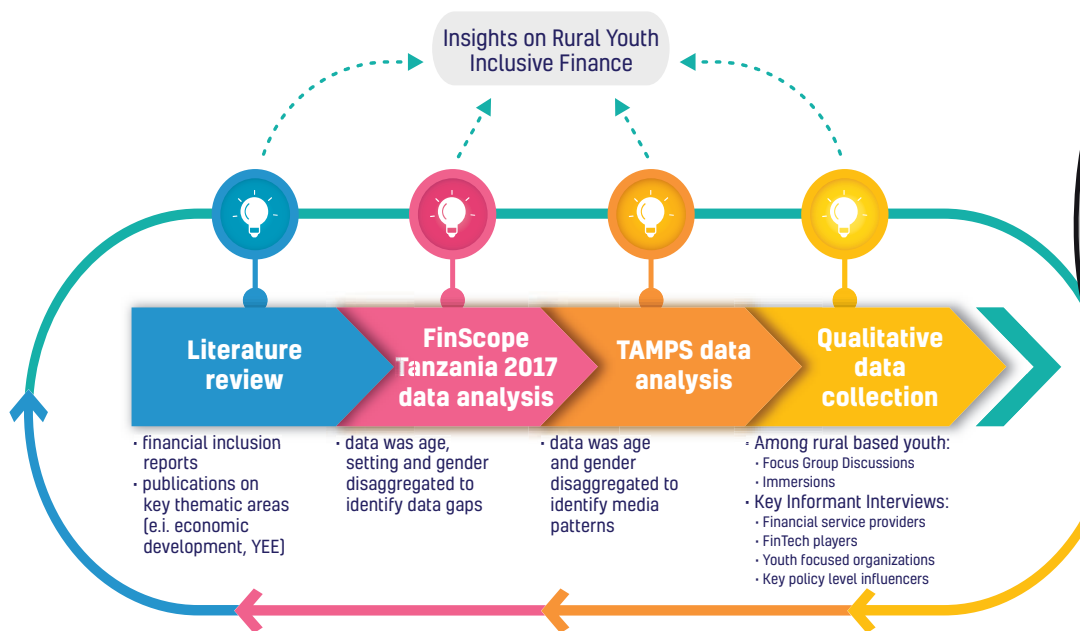 Insights on Rural Youth
Inclusive Finance
Literature
review
· financial inclusion
reports
· publications on
key thematic areas
(e.i. economic
development, YEE)
FinScope
Tanzania 2017
data analysis
· data was age,
setting and gender
disaggregated to
identify data gaps
TAMPS data
analysis
· data was age
and gender
disaggregated to
identify media
patterns
Qualitative
data
collection
· Among rural based youth:
· Focus Group Discussions
· Immersions
· Key Informant Interviews:
· Financial service providers
· FinTech players
· Youth focused organizations
· Key policy level influencers